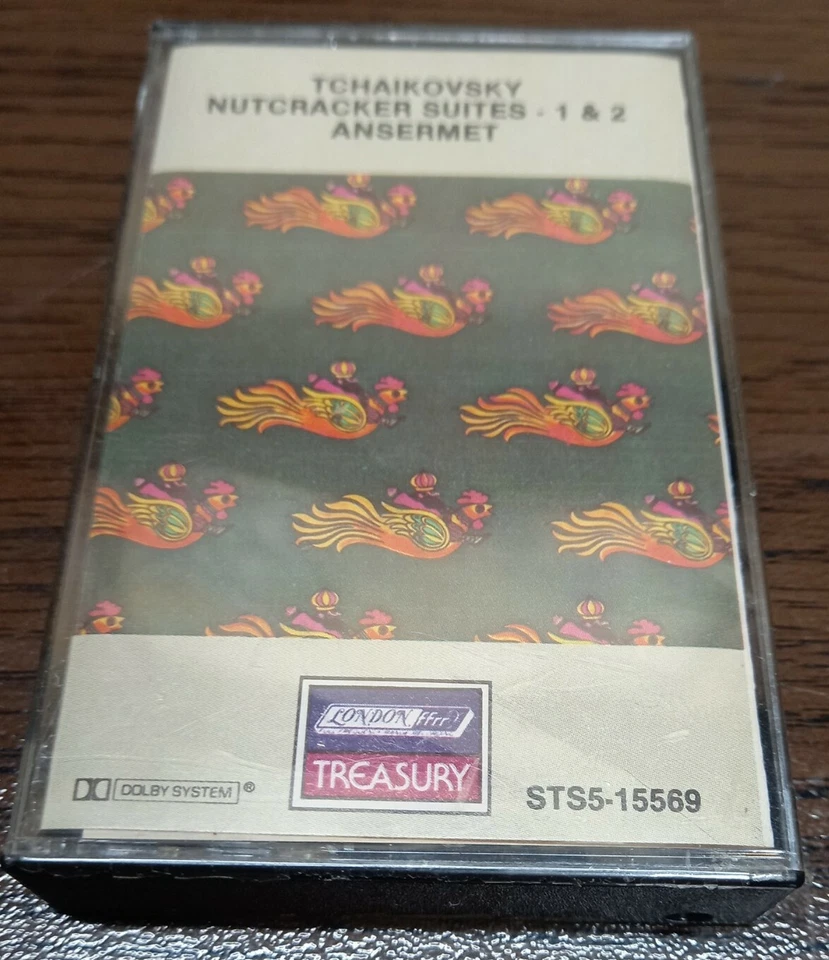 TCHAIKOVSKY
NUTCRACKER SUITES - 1 & 2
ANSERMET
LONDON ffrr
TREASURY
DOLBY SYSTEM ®
STS5-15569